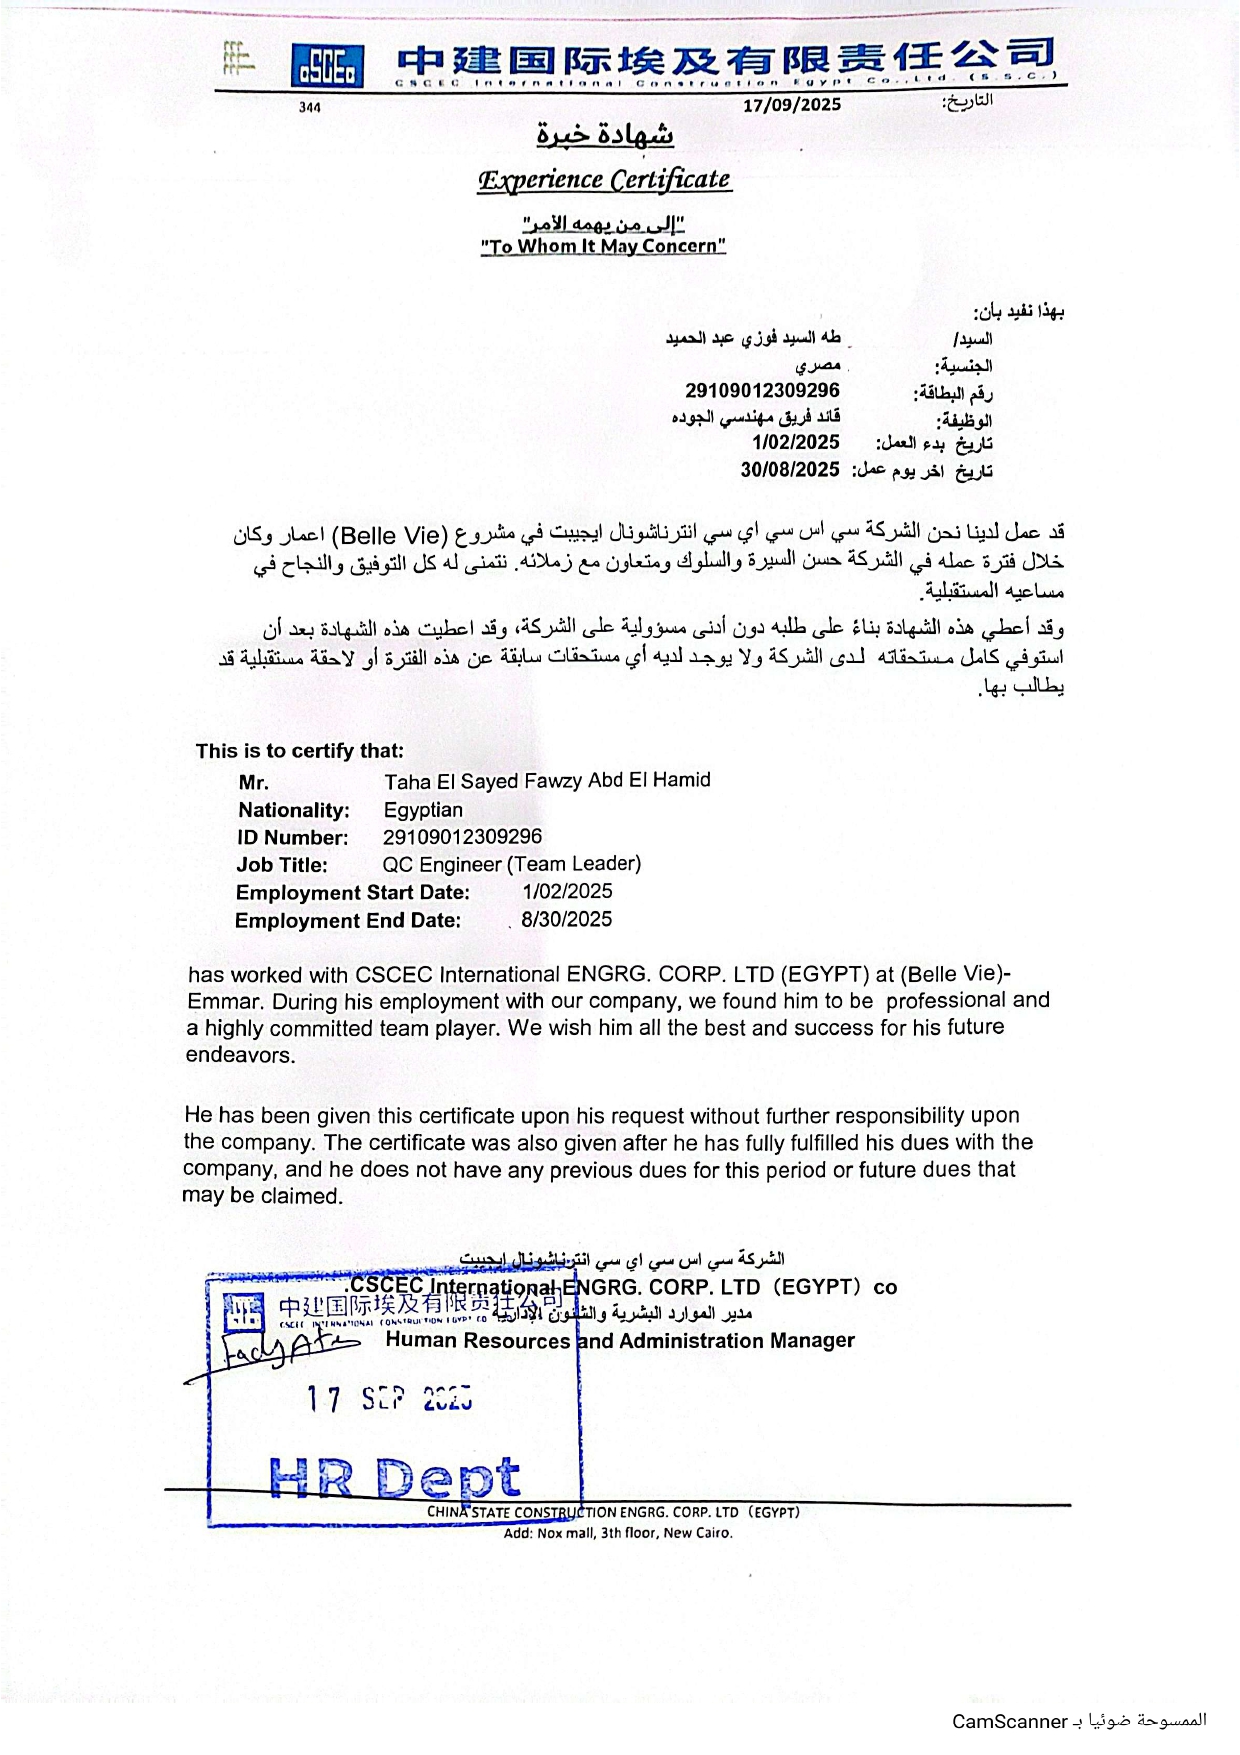 CSCEC 中建国际埃及有限责任公司
CSCEC International Construction Egypt Co.,Ltd. (S.S.C.)
344 17/09/2025 التاريخ:
شهادة خبرة
Experience Certificate
"إلى من يهمه الأمر"
"To Whom It May Concern"
بهذا نفيد بأن:
السيد/ طه السيد فوزي عبد الحميد
الجنسية: مصري
رقم البطاقة: 29109012309296
الوظيفة: قائد فريق مهندسي الجوده
تاريخ بدء العمل: 1/02/2025
تاريخ اخر يوم عمل: 30/08/2025
قد عمل لدينا نحن الشركة سي اس سي اي سي انترناشونال ايجيبت في مشروع (Belle Vie) اعمار وكان
خلال فترة عمله في الشركة حسن السيرة والسلوك ومتعاون مع زملائه. نتمنى له كل التوفيق والنجاح في
مساعيه المستقبلية.
وقد أعطي هذه الشهادة بناءً على طلبه دون أدنى مسؤولية على الشركة، وقد اعطيت هذه الشهادة بعد أن
استوفي كامل مستحقاته لدى الشركة ولا يوجد لديه أي مستحقات سابقة عن هذه الفترة أو لاحقة مستقبلية قد
يطالب بها.
This is to certify that:
Mr. Taha El Sayed Fawzy Abd El Hamid
Nationality: Egyptian
ID Number: 29109012309296
Job Title: QC Engineer (Team Leader)
Employment Start Date: 1/02/2025
Employment End Date: 8/30/2025
has worked with CSCEC International ENGRG. CORP. LTD (EGYPT) at (Belle Vie)-
Emmar. During his employment with our company, we found him to be professional and
a highly committed team player. We wish him all the best and success for his future
endeavors.
He has been given this certificate upon his request without further responsibility upon
the company. The certificate was also given after he has fully fulfilled his dues with the
company, and he does not have any previous dues for this period or future dues that
may be claimed.
الشركة سي اس سي اي سي انترناشونال ايجيبت
.CSCEC International ENGRG. CORP. LTD (EGYPT) co
中建国际埃及有限责任公司
CSCEC INTERNATIONAL CONSTRUCTION EGYPT CO
مدير الموارد البشرية والشئون الادارية
Human Resources and Administration Manager
17 SEP 2025
HR Dept
CHINA STATE CONSTRUCTION ENGRG. CORP. LTD (EGYPT)
Add: Nox mall, 3th floor, New Cairo.
الممسوحة ضوئيا بـ CamScanner